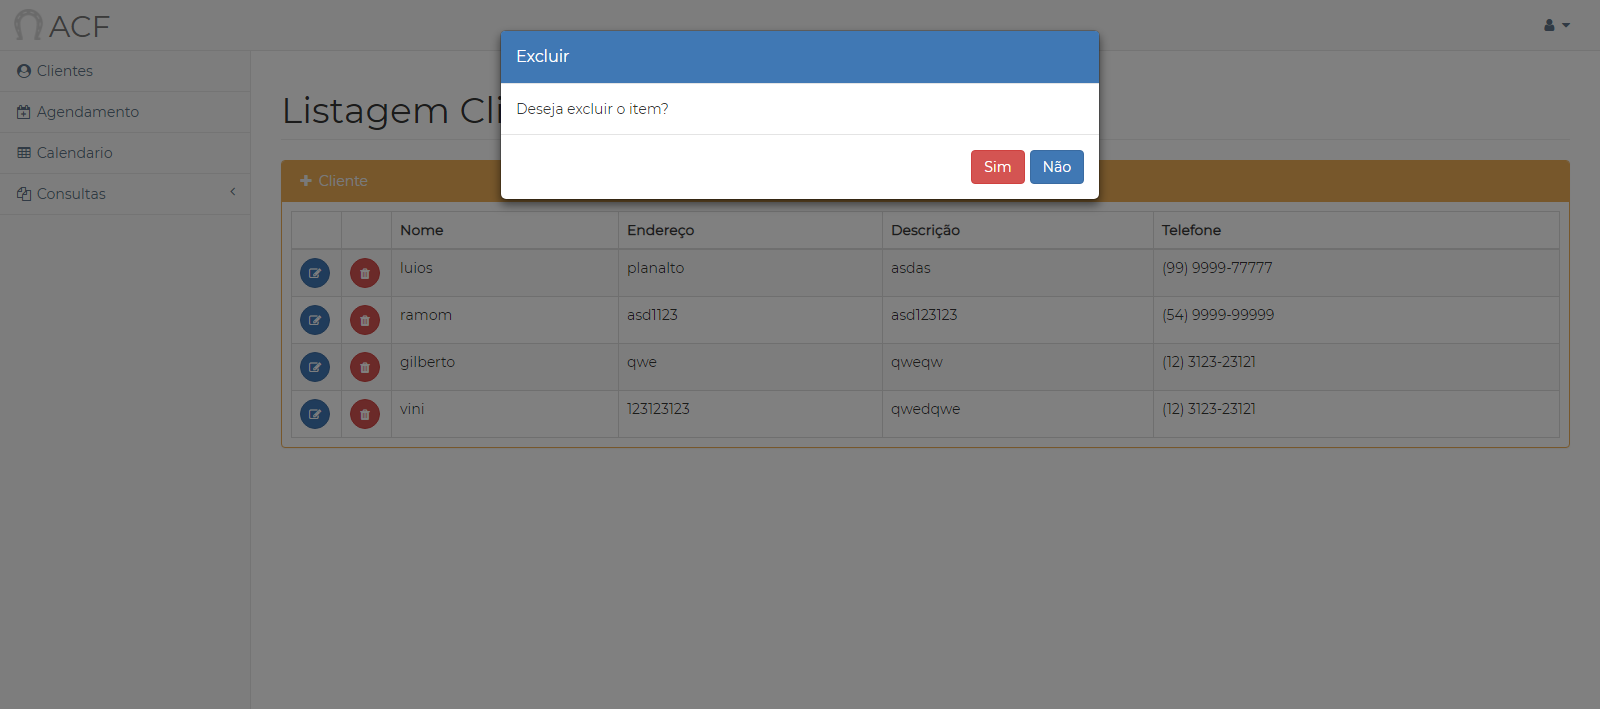 ACF
Clientes
Agendamento
Calendario
Consultas
Excluir
Deseja excluir o item?
Sim Não
Listagem Cli
Cliente
Nome Endereço Descrição Telefone
luios planalto asdas (99) 9999-77777
ramom asd1123 asd123123 (54) 9999-99999
gilberto qwe qweqw (12) 3123-23121
vini 123123123 qwedqwe (12) 3123-23121